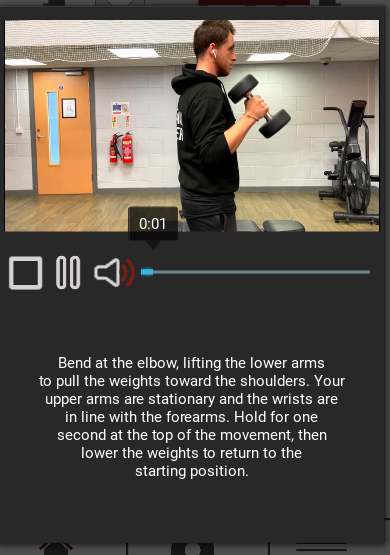 0:01
Bend at the elbow, lifting the lower arms
to pull the weights toward the shoulders. Your
upper arms are stationary and the wrists are
in line with the forearms. Hold for one
second at the top of the movement, then
lower the weights to return to the
starting position.